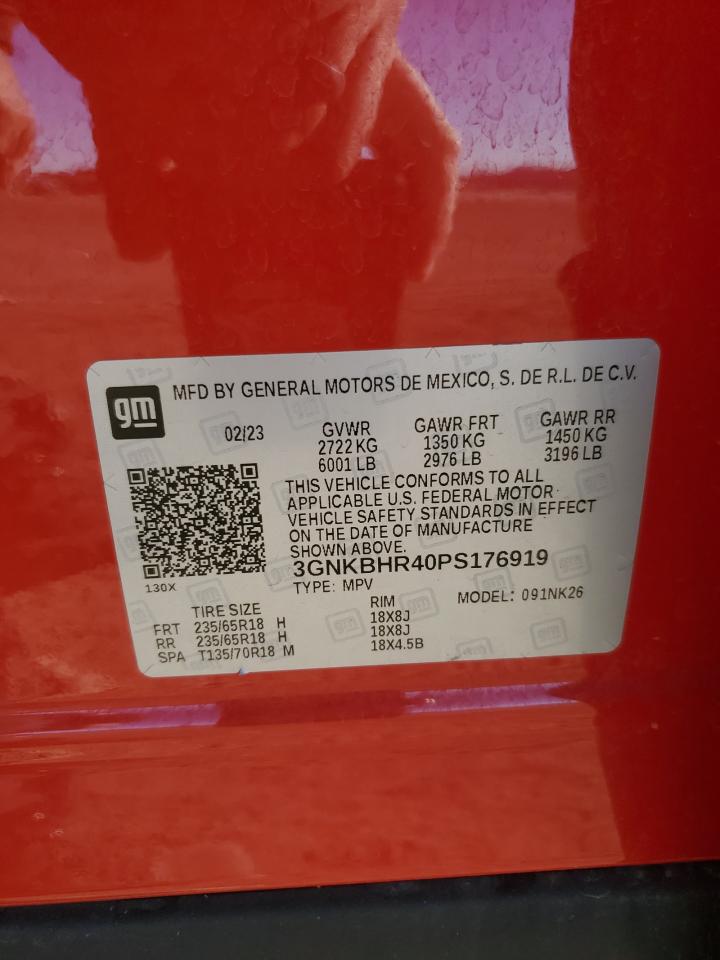 gm
MFD BY GENERAL MOTORS DE MEXICO, S. DE R.L. DE C.V.
02/23 GVWR GAWR FRT GAWR RR
2722 KG 1350 KG 1450 KG
6001 LB 2976 LB 3196 LB
THIS VEHICLE CONFORMS TO ALL
APPLICABLE U.S. FEDERAL MOTOR
VEHICLE SAFETY STANDARDS IN EFFECT
ON THE DATE OF MANUFACTURE
SHOWN ABOVE.
3GNKBHR40PS176919
TYPE: MPV MODEL: 091NK26
130X
TIRE SIZE RIM
FRT 235/65R18 H 18X8J
RR 235/65R18 H 18X8J
SPA T135/70R18 M 18X4.5B